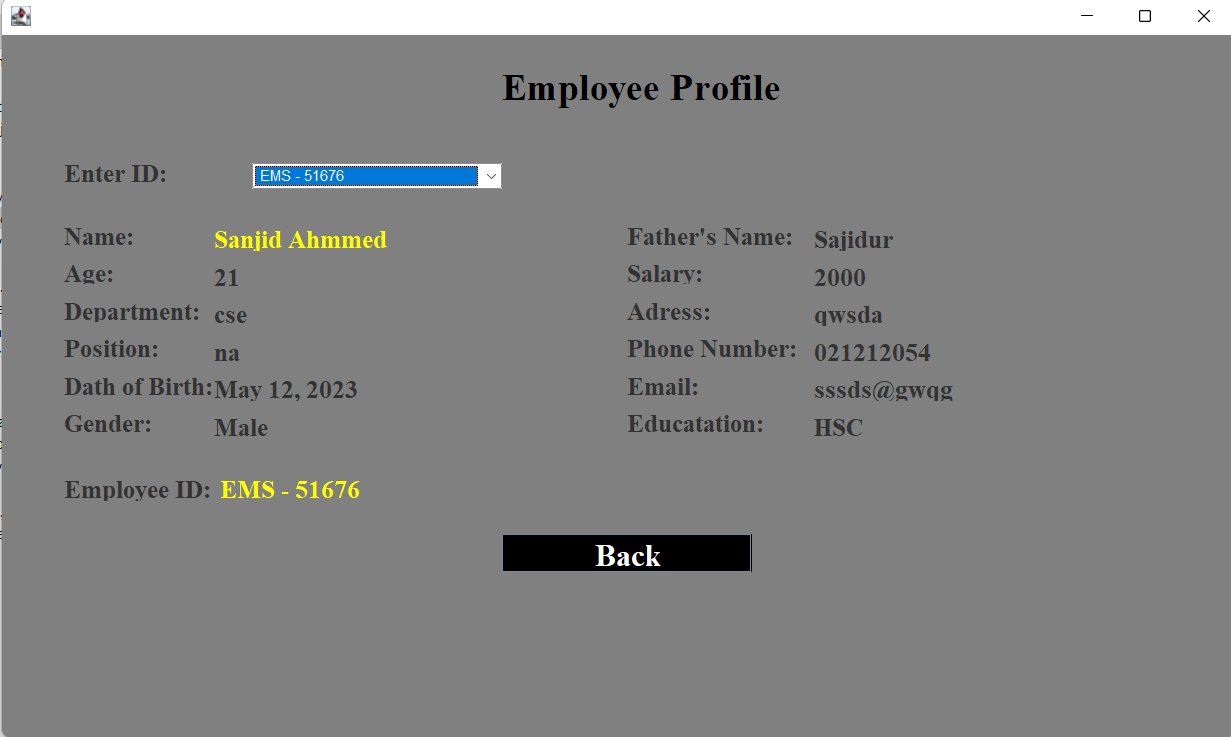 Employee Profile
Enter ID: EMS - 51676
Name: Sanjid Ahmmed Father's Name: Sajidur
Age: 21 Salary: 2000
Department: cse Adress: qwsda
Position: na Phone Number: 021212054
Dath of Birth: May 12, 2023 Email: sssds@gwqg
Gender: Male Educatation: HSC
Employee ID: EMS - 51676
Back